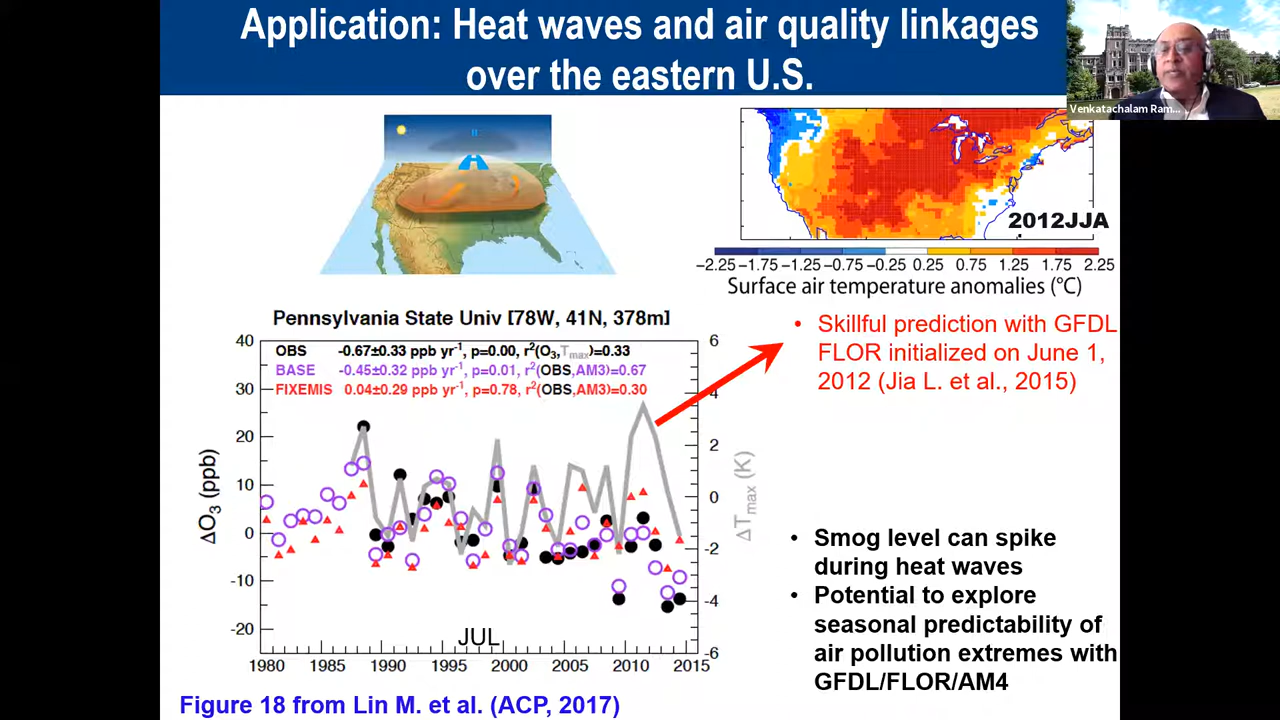 Application: Heat waves and air quality linkages
over the eastern U.S.
Venkatachalam Ram...
H
2012JJA
−2.25 −1.75 −1.25 −0.75 −0.25 0.25 0.75 1.25 1.75 2.25
Surface air temperature anomalies (°C)
Pennsylvania State Univ [78W, 41N, 378m]
OBS -0.67±0.33 ppb yr⁻¹, p=0.00, r²(O₃,Tmax)=0.33
BASE -0.45±0.32 ppb yr⁻¹, p=0.01, r²(OBS,AM3)=0.67
FIXEMIS 0.04±0.29 ppb yr⁻¹, p=0.78, r²(OBS,AM3)=0.30
40
30
20
10
0
-10
-20
ΔO₃ (ppb)
6
4
2
0
-2
-4
-6
ΔTmax (K)
JUL
1980 1985 1990 1995 2000 2005 2010 2015
Figure 18 from Lin M. et al. (ACP, 2017)
• Skillful prediction with GFDL
FLOR initialized on June 1,
2012 (Jia L. et al., 2015)
• Smog level can spike
during heat waves
• Potential to explore
seasonal predictability of
air pollution extremes with
GFDL/FLOR/AM4